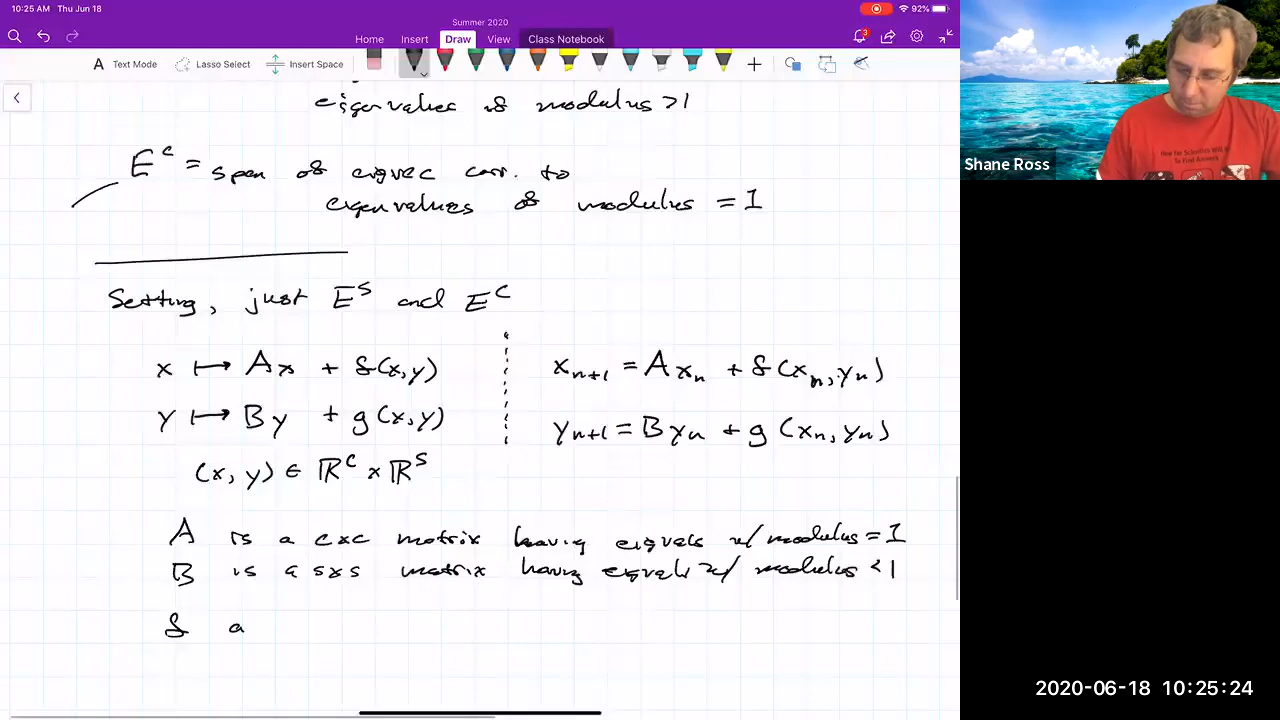 10:25 AM Thu Jun 18
92%
Summer 2020
Home Insert Draw View Class Notebook
3
A Text Mode Lasso Select Insert Space
eigenvalues of modulus >1
E^c = span of eigvec corr. to
eigenvalues of modulus = 1
Setting, just E^s and E^c
x ↦ Ax + f(x,y)
x_{n+1} = Ax_n + f(x_n, y_n)
y ↦ By + g(x,y)
y_{n+1} = By_n + g(x_n, y_n)
(x, y) ∈ ℝ^c × ℝ^s
A is a c×c matrix having eigvals w/ modulus = 1
B is a s×s matrix having eigvals w/ modulus < 1
f a
Shane Ross
2020-06-18 10:25:24